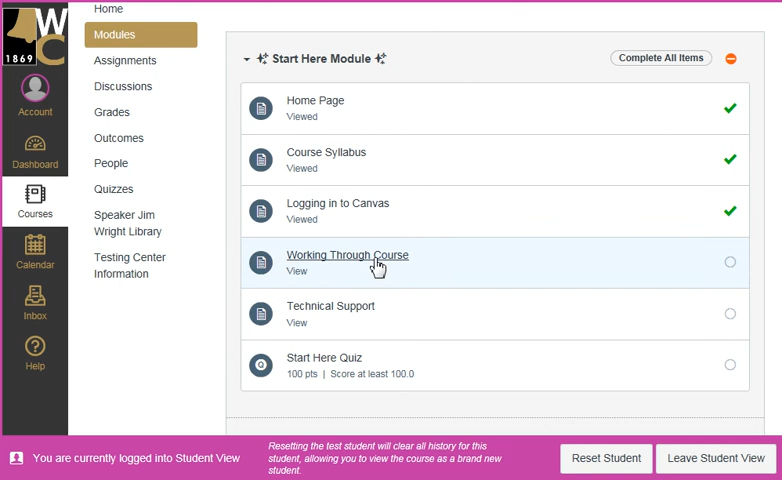 W
C
1869
Account
Dashboard
Courses
Calendar
Inbox
Help
Home
Modules
Assignments
Discussions
Grades
Outcomes
People
Quizzes
Speaker Jim
Wright Library
Testing Center
Information
Start Here Module
Complete All Items
Home Page
Viewed
Course Syllabus
Viewed
Logging in to Canvas
Viewed
Working Through Course
View
Technical Support
View
Q
Start Here Quiz
100 pts | Score at least 100.0
You are currently logged into Student View
Resetting the test student will clear all history for this
student, allowing you to view the course as a brand new
student.
Reset Student
Leave Student View